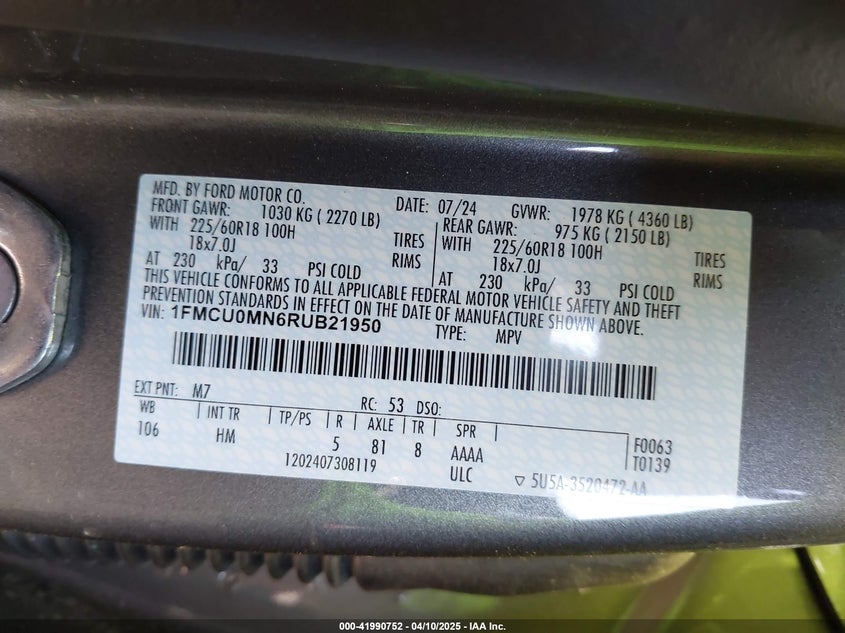 MFD. BY FORD MOTOR CO. DATE: 07/24 GVWR: 1978 KG ( 4360 LB)
FRONT GAWR: 1030 KG ( 2270 LB) REAR GAWR: 975 KG ( 2150 LB)
WITH 225/60R18 100H TIRES WITH 225/60R18 100H TIRES
18x7.0J RIMS 18x7.0J RIMS
AT 230 kPa/ 33 PSI COLD AT 230 kPa/ 33 PSI COLD
THIS VEHICLE CONFORMS TO ALL APPLICABLE FEDERAL MOTOR VEHICLE SAFETY AND THEFT
PREVENTION STANDARDS IN EFFECT ON THE DATE OF MANUFACTURE SHOWN ABOVE.
VIN: 1FMCU0MN6RUB21950 TYPE: MPV
EXT PNT: M7 RC: 53 DSO:
WB INT TR TP/PS R AXLE TR SPR F0063
106 HM 5 81 8 AAAA T0139
1202407308119 ULC ▽ 5U5A-3520472-AA
000-41990752 - 04/10/2025 - IAA Inc.